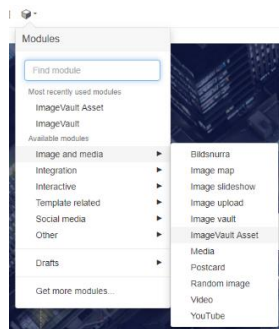 Modules
Find module
Most recently used modules
ImageVault Asset
ImageVault
Available modules
Image and media
Integration
Interactive
Template related
Social media
Other
Drafts
Get more modules...
Bildsnurra
Image map
Image slideshow
Image upload
Image vault
ImageVault Asset
Media
Postcard
Random image
Video
YouTube